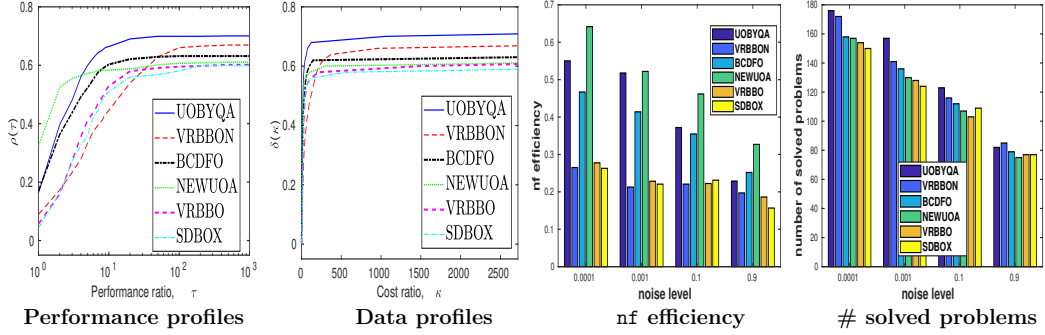 0.8
0.6
0.4
0.2
0
ρ(τ)
UOBYQA
VRBBON
BCDFO
NEWUOA
VRBBO
SDBOX
10^0
10^1
10^2
10^3
Performance ratio, τ
Performance profiles
0.8
0.6
0.4
0.2
0
δ(κ)
UOBYQA
VRBBON
BCDFO
NEWUOA
VRBBO
SDBOX
0
500
1000
1500
2000
2500
Cost ratio, κ
Data profiles
0.7
0.6
0.5
0.4
0.3
0.2
0.1
0
nf efficiency
UOBYQA
VRBBON
BCDFO
NEWUOA
VRBBO
SDBOX
0.0001
0.001
0.1
0.9
noise level
nf efficiency
180
160
140
120
100
80
60
40
20
0
number of solved problems
UOBYQA
VRBBON
BCDFO
NEWUOA
VRBBO
SDBOX
0.0001
0.001
0.1
0.9
noise level
# solved problems